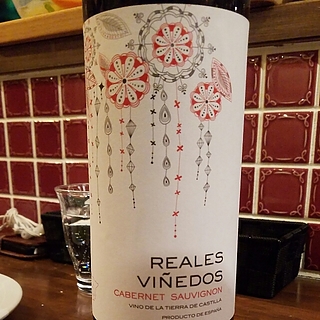 REALES
VIÑEDOS
CABERNET SAUVIGNON
VINO DE LA TIERRA DE CASTILLA
PRODUCTO DE ESPAÑA